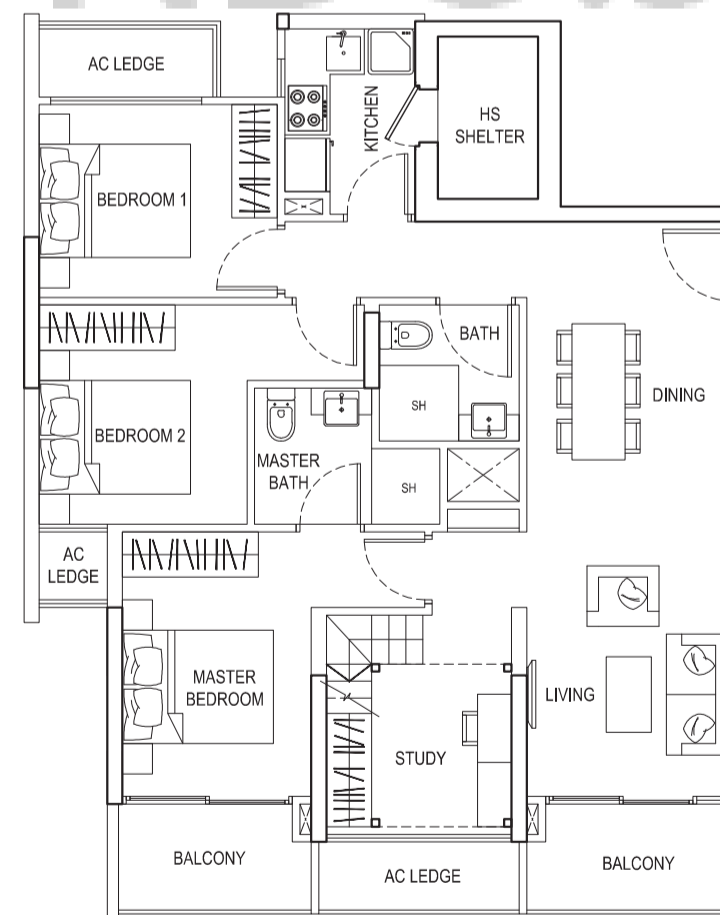 AC LEDGE
KITCHEN
HS
SHELTER
BEDROOM 1
BATH
SH
DINING
BEDROOM 2
MASTER
BATH
SH
AC
LEDGE
MASTER
BEDROOM
LIVING
STUDY
BALCONY
AC LEDGE
BALCONY